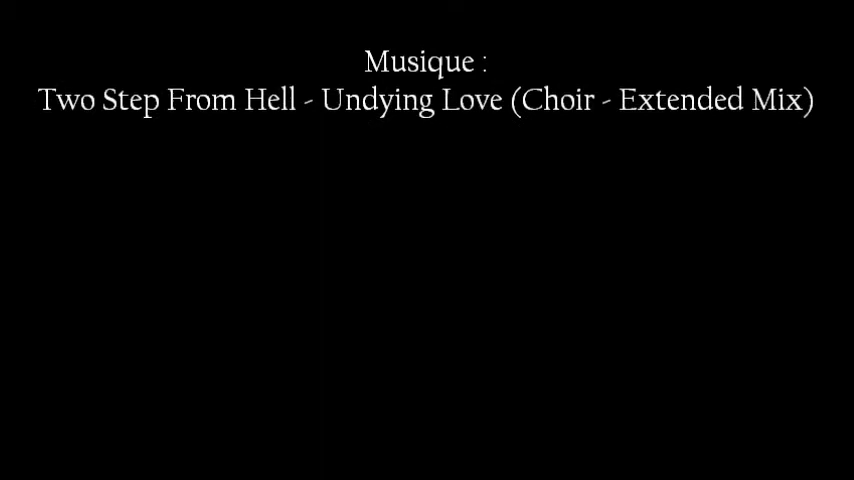 Musique :
Two Step From Hell - Undying Love (Choir - Extended Mix)